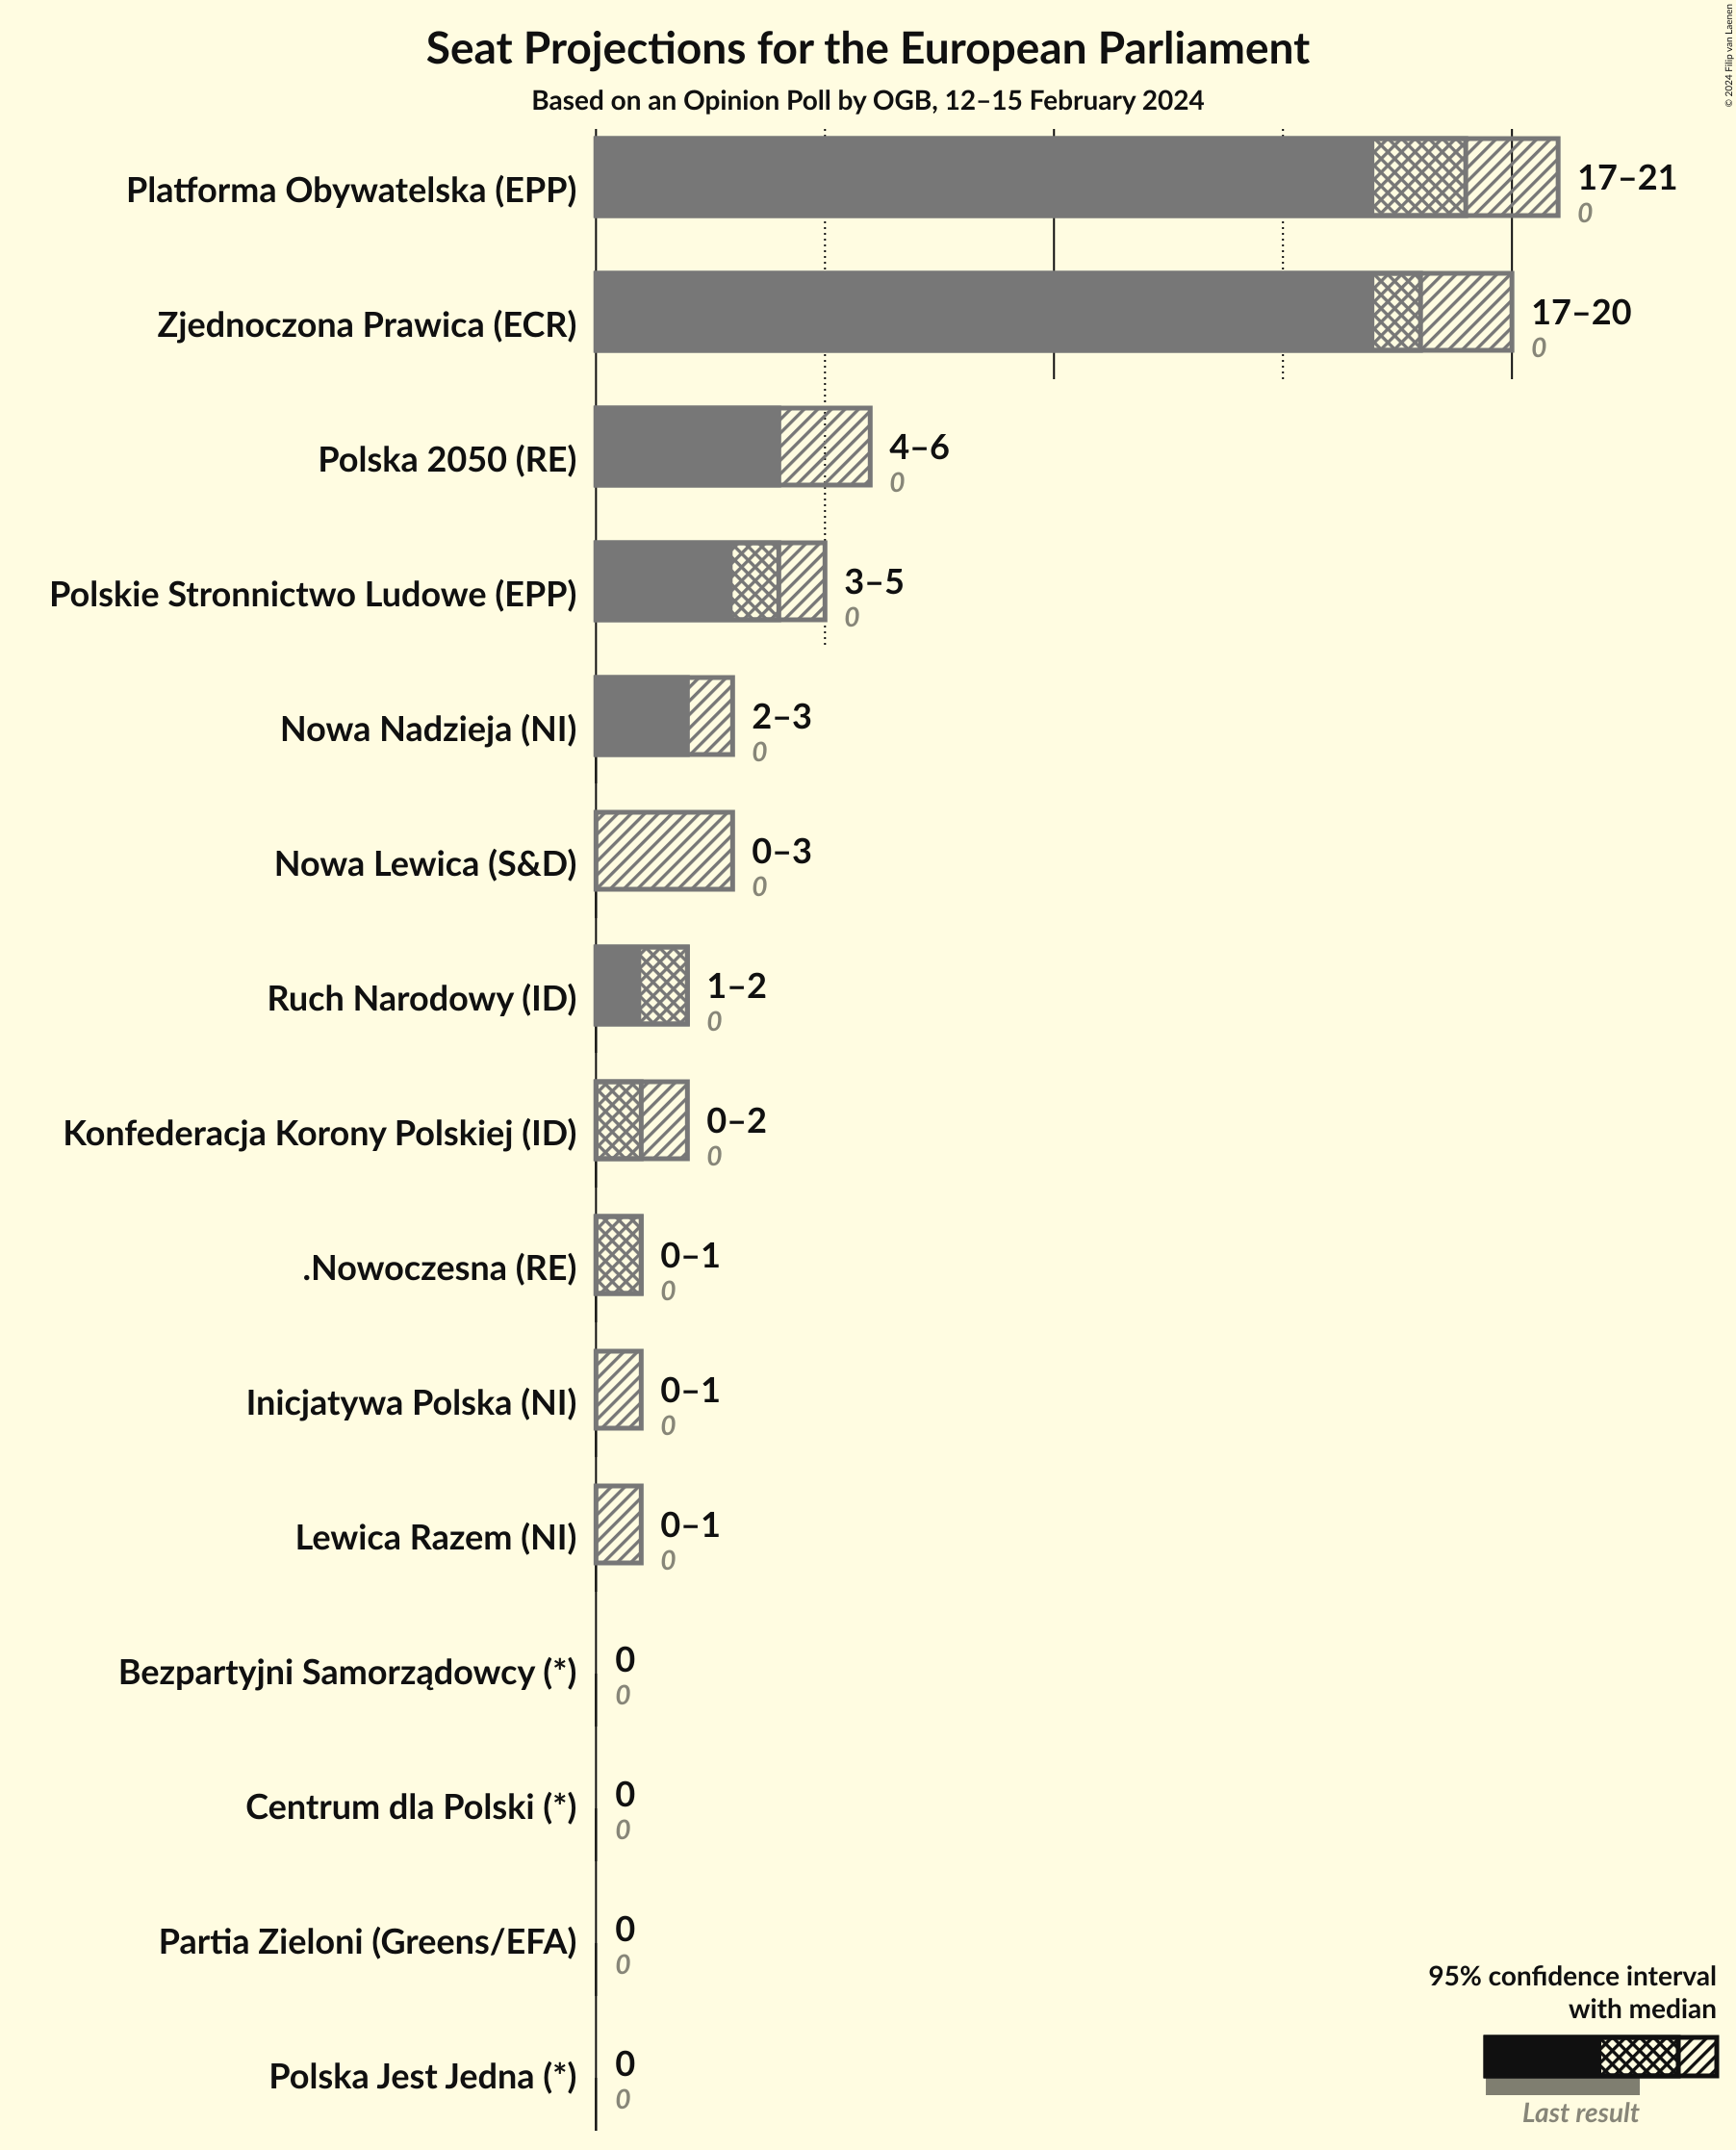 Seat Projections for the European Parliament
Based on an Opinion Poll by OGB, 12–15 February 2024
© 2024 Filip van Laenen
Platforma Obywatelska (EPP)
17–21
0
Zjednoczona Prawica (ECR)
17–20
0
Polska 2050 (RE)
4–6
0
Polskie Stronnictwo Ludowe (EPP)
3–5
0
Nowa Nadzieja (NI)
2–3
0
Nowa Lewica (S&D)
0–3
0
Ruch Narodowy (ID)
1–2
0
Konfederacja Korony Polskiej (ID)
0–2
0
.Nowoczesna (RE)
0–1
0
Inicjatywa Polska (NI)
0–1
0
Lewica Razem (NI)
0–1
0
Bezpartyjni Samorządowcy (*)
0
0
Centrum dla Polski (*)
0
0
Partia Zieloni (Greens/EFA)
0
0
Polska Jest Jedna (*)
0
0
95% confidence interval
with median
Last result